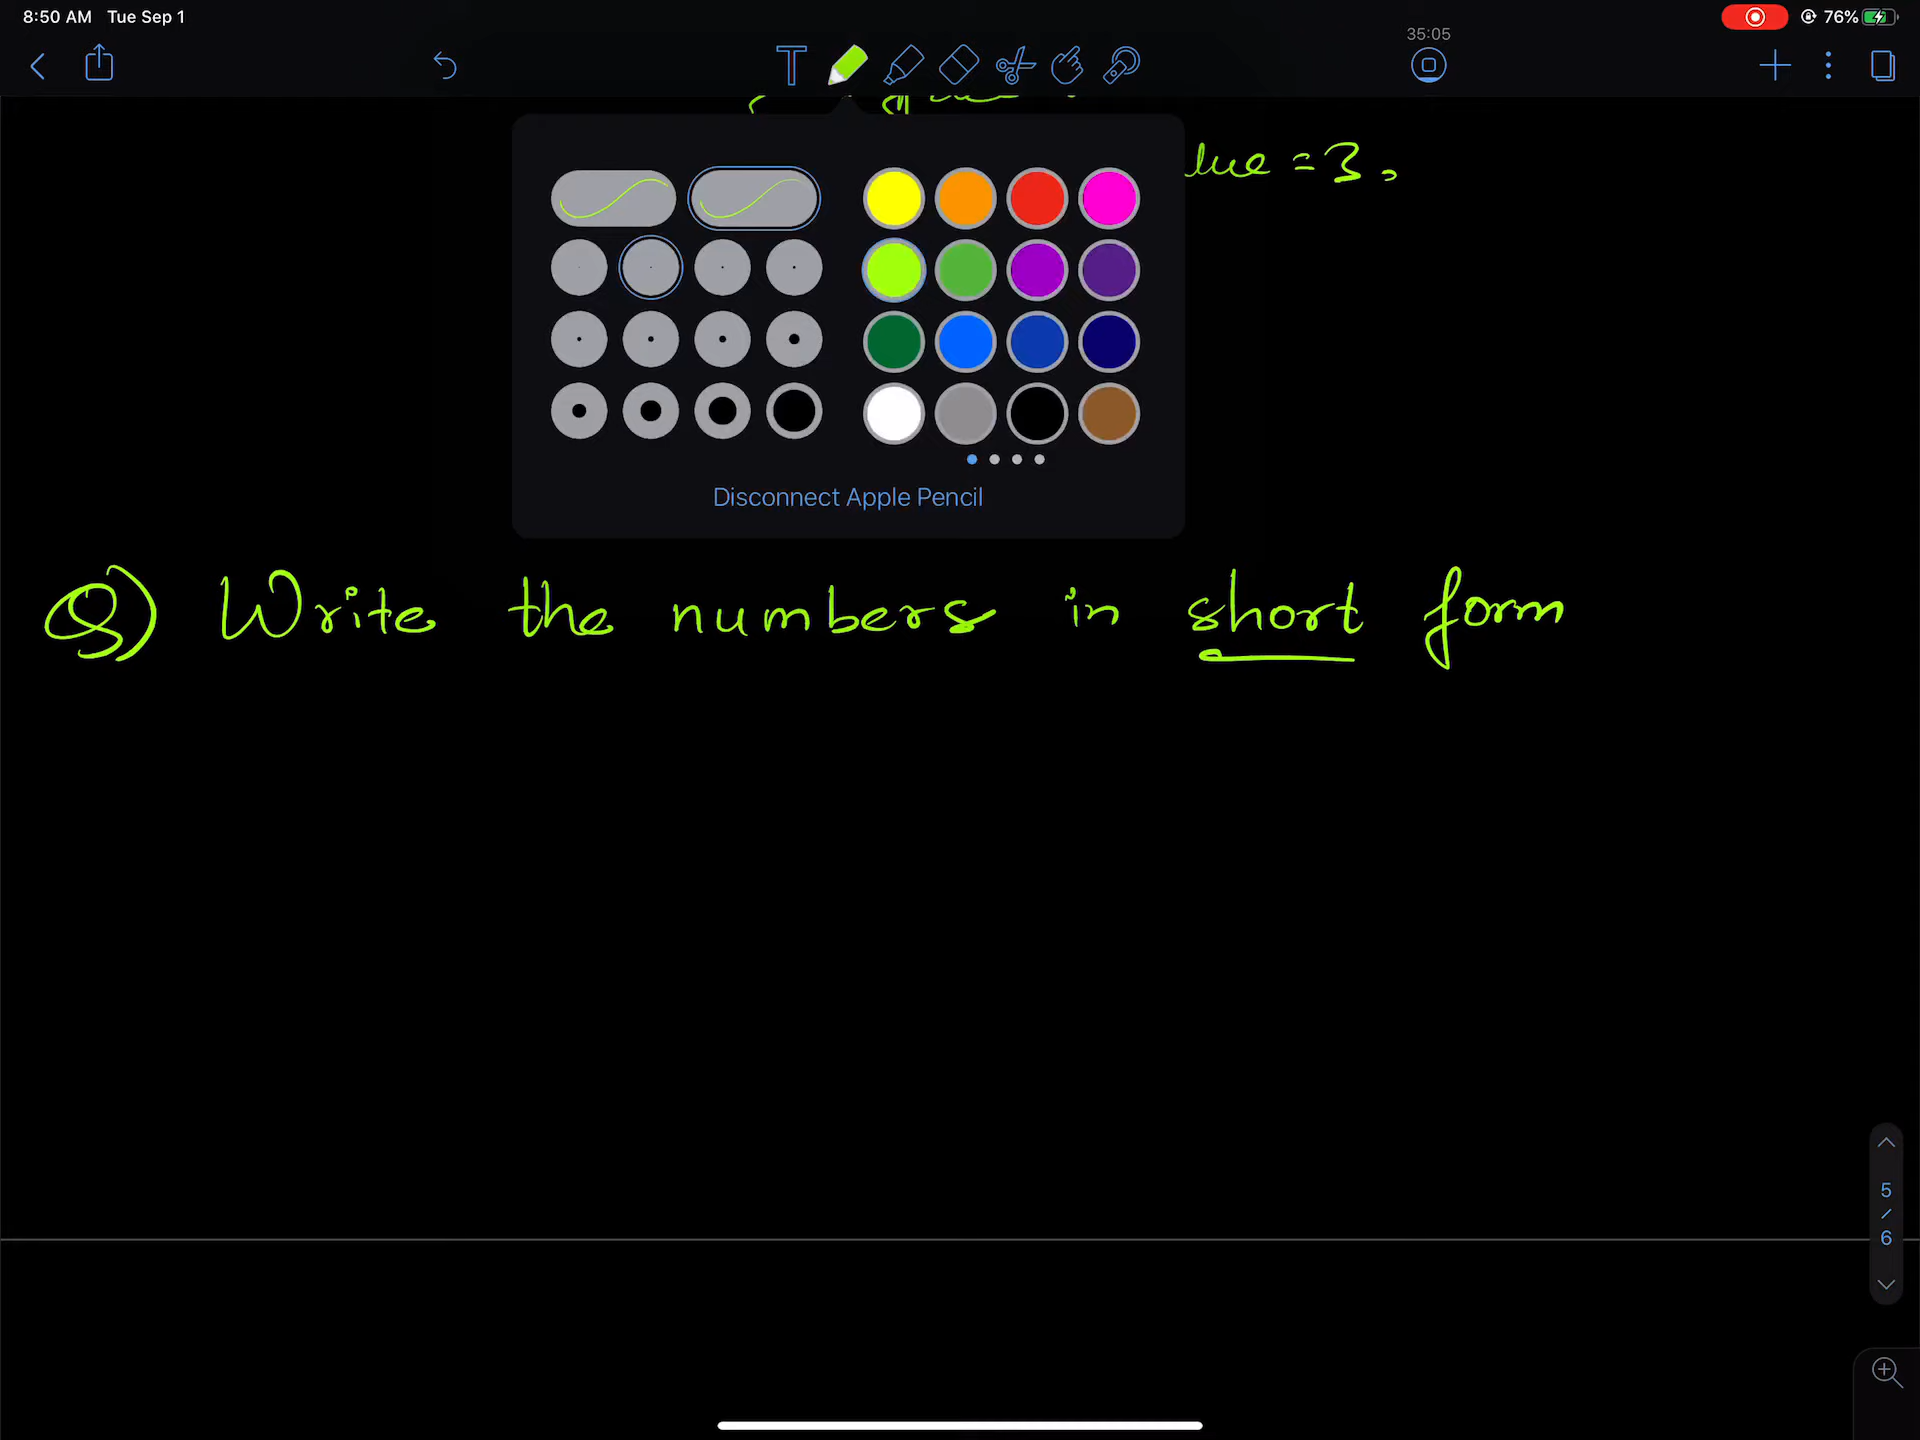 8:50 AM Tue Sep 1
76%
35:05
T
lue = 3,
Disconnect Apple Pencil
Q) Write the numbers in short form
5
/
6